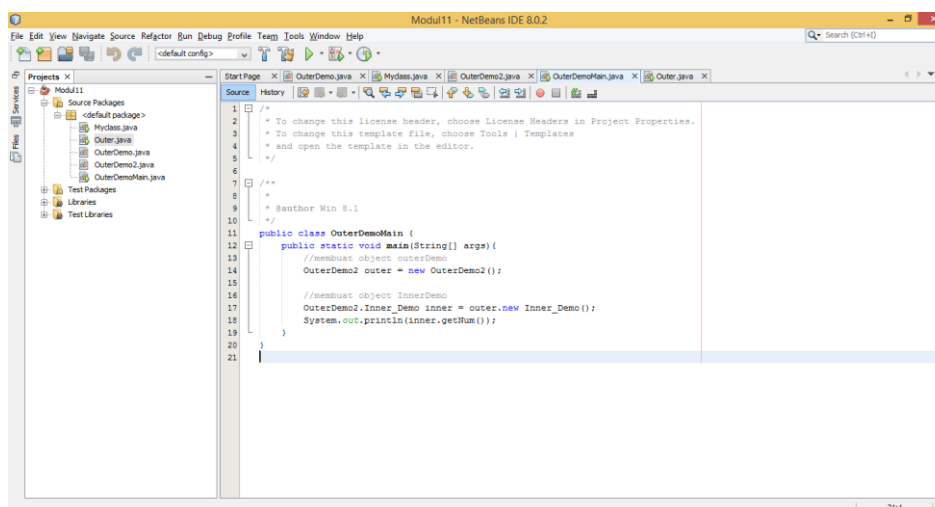 Modul11 - NetBeans IDE 8.0.2
File Edit View Navigate Source Refactor Run Debug Profile Team Tools Window Help
Search (Ctrl+I)
<default config>
Projects
Start Page OuterDemo.java Myclass.java OuterDemo2.java OuterDemoMain.java Outer.java
Services
Files
Modul11
Source Packages
<default package>
Myclass.java
Outer.java
OuterDemo.java
OuterDemo2.java
OuterDemoMain.java
Test Packages
Libraries
Test Libraries
Source History
1 /*
2 * To change this license header, choose License Headers in Project Properties.
3 * To change this template file, choose Tools | Templates
4 * and open the template in the editor.
5 */
6
7 /**
8 *
9 * @author Win 8.1
10 */
11 public class OuterDemoMain {
12 public static void main(String[] args){
13 //membuat object outerDemo
14 OuterDemo2 outer = new OuterDemo2();
15
16 //membuat object InnerDemo
17 OuterDemo2.Inner_Demo inner = outer.new Inner_Demo();
18 System.out.println(inner.getNum());
19 }
20 }
21